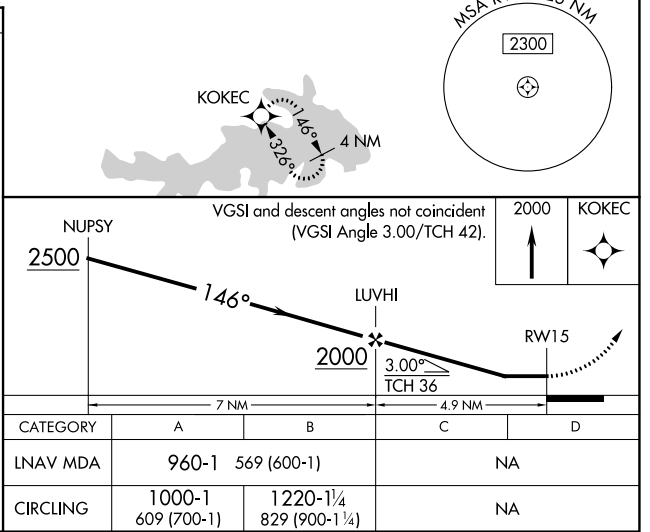 MSA
25 NM
2300
KOKEC
146°
4 NM
326°
VGSI and descent angles not coincident
(VGSI Angle 3.00/TCH 42).
2000
KOKEC
NUPSY
2500
146°
LUVHI
2000
3.00°
TCH 36
RW15
7 NM
4.9 NM
CATEGORY A B C D
LNAV MDA 960-1 569 (600-1) NA
CIRCLING 1000-1 1220-1¼ NA
609 (700-1) 829 (900-1¼)